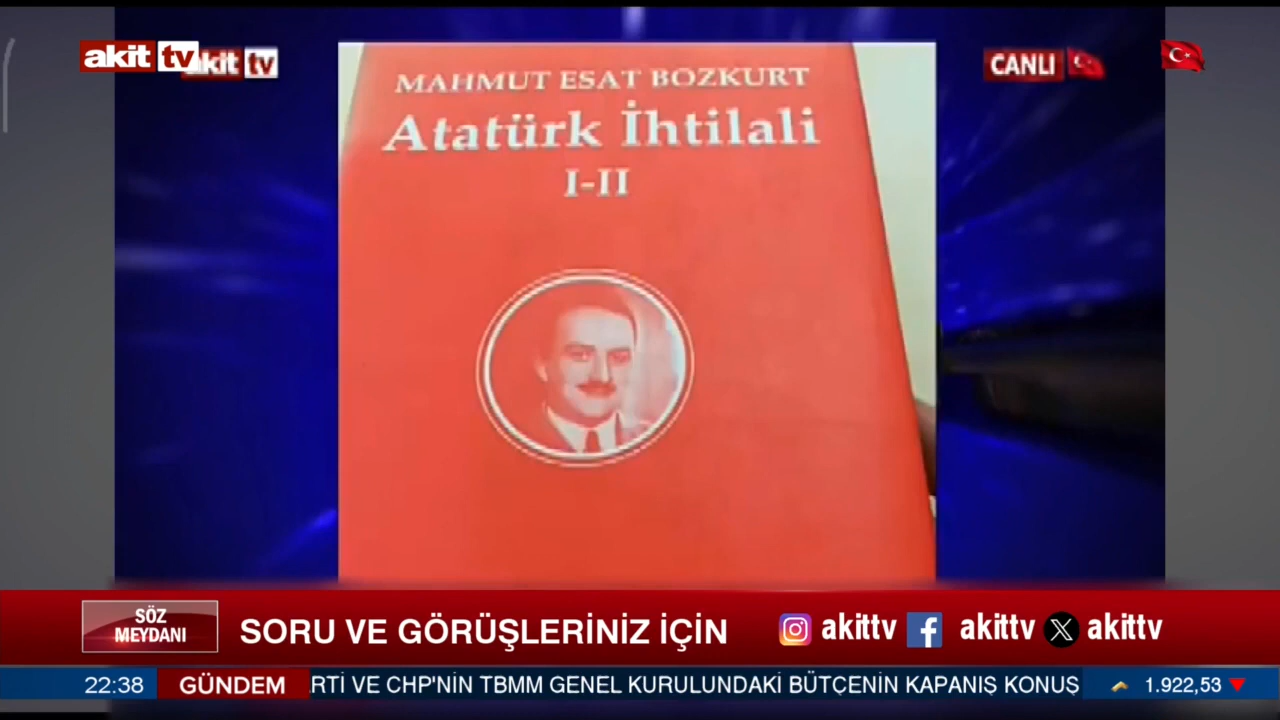 akit tv
akit tv
CANLI
MAHMUT ESAT BOZKURT
Atatürk İhtilali
I-II
SÖZ
MEYDANI
SORU VE GÖRÜŞLERİNİZ İÇİN
akittv
akittv
akittv
22:38
GÜNDEM
RTİ VE CHP'NİN TBMM GENEL KURULUNDAKİ BÜTÇENİN KAPANIŞ KONUŞ
1.922,53